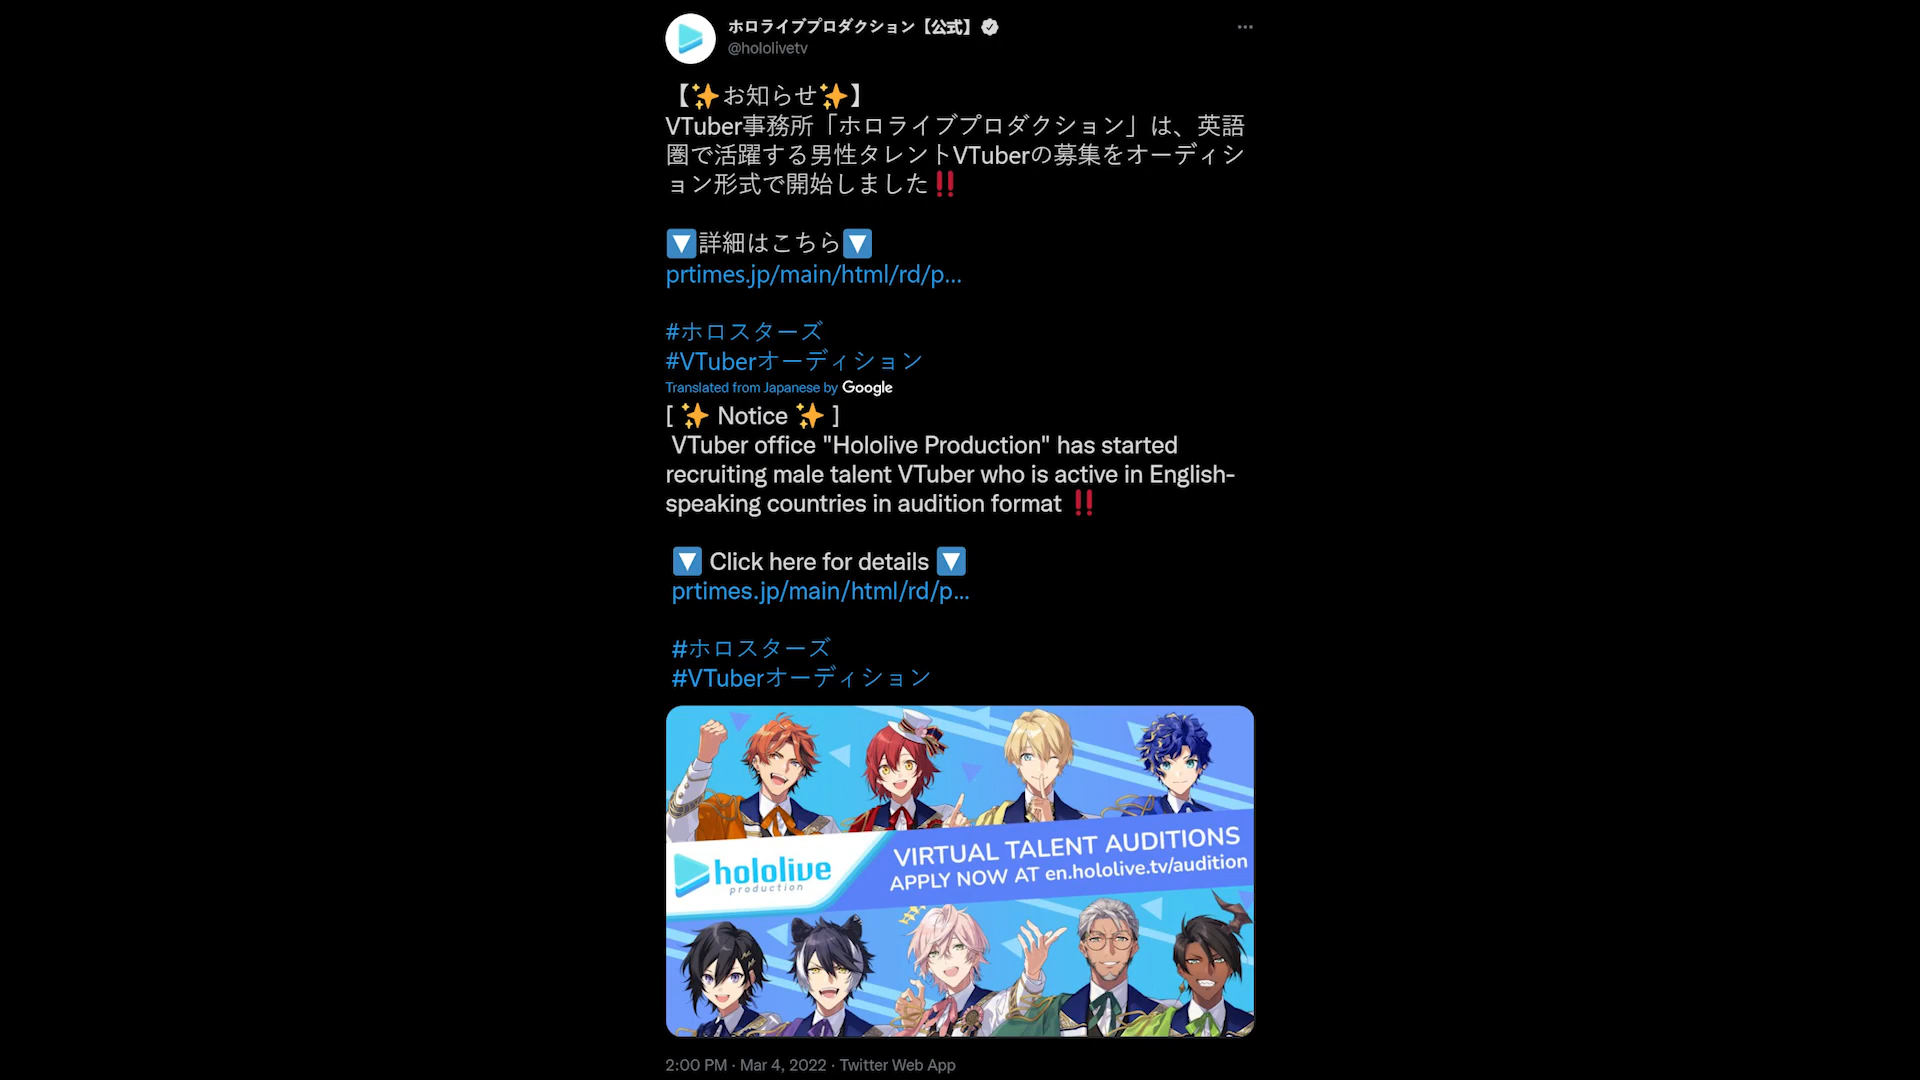 ホロライブプロダクション【公式】
@hololivetv
【✨お知らせ✨】
VTuber事務所「ホロライブプロダクション」は、英語
圏で活躍する男性タレントVTuberの募集をオーディシ
ョン形式で開始しました‼
🔽詳細はこちら🔽
prtimes.jp/main/html/rd/p…
#ホロスターズ
#VTuberオーディション
Translated from Japanese by Google
[ ✨ Notice ✨ ]
VTuber office "Hololive Production" has started
recruiting male talent VTuber who is active in English-
speaking countries in audition format ‼
🔽 Click here for details 🔽
prtimes.jp/main/html/rd/p…
#ホロスターズ
#VTuberオーディション
hololive
production
VIRTUAL TALENT AUDITIONS
APPLY NOW AT en.hololive.tv/audition
2:00 PM · Mar 4, 2022 · Twitter Web App